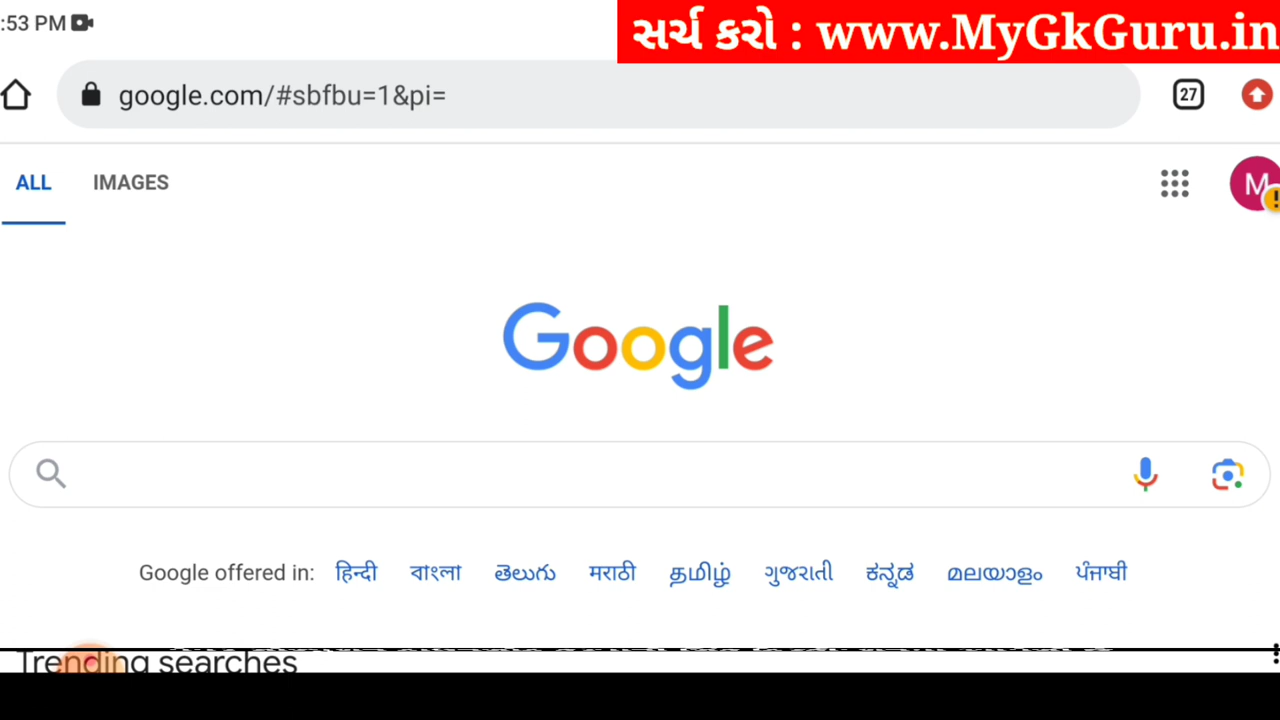 :53 PM
સર્ચ કરો : www.MyGkGuru.in
google.com/#sbfbu=1&pi=
27
ALL IMAGES
M
Google
Google offered in: हिन्दी বাংলা తెలుగు मराठी தமிழ் ગુજરાતી ಕನ್ನಡ മലയാളം ਪੰਜਾਬੀ
Trending searches